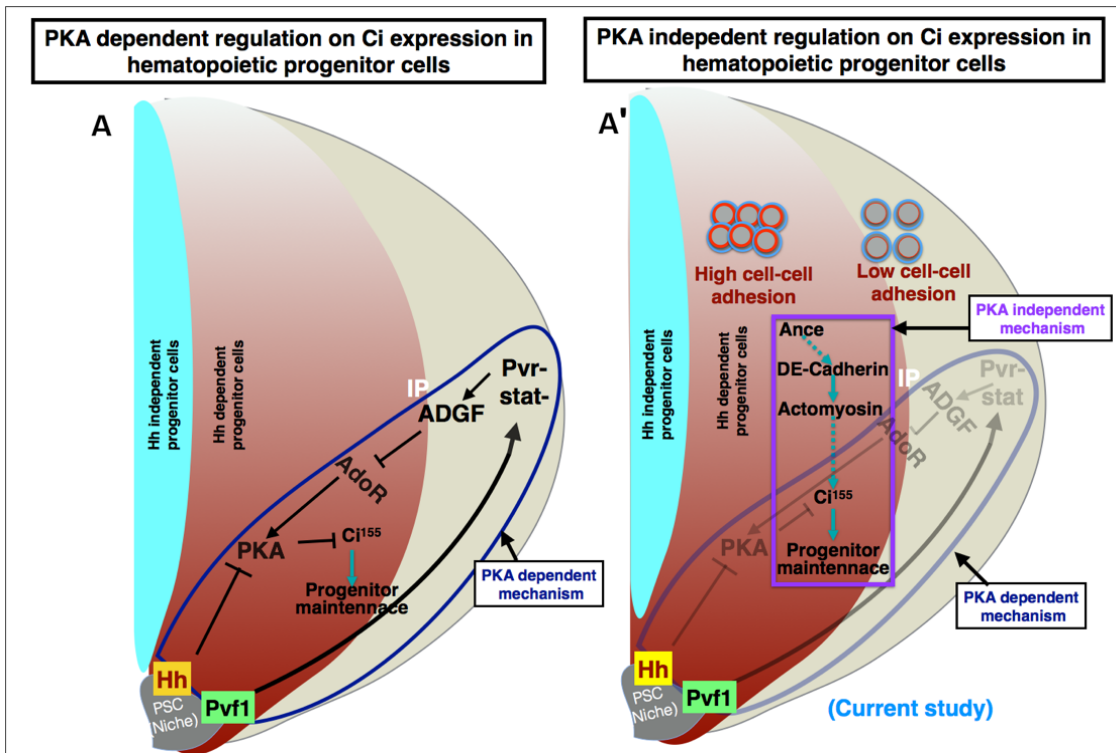 PKA dependent regulation on Ci expression in
hematopoietic progenitor cells
A
Hh independent
progenitor cells
Hh dependent
progenitor cells
IP
Pvr-
stat-
ADGF
AdoR
PKA
Ci¹⁵⁵
Progenitor
maintennace
PKA dependent
mechanism
Hh
PSC
(Niche)
Pvf1
PKA indepedent regulation on Ci expression in
hematopoietic progenitor cells
A'
High cell-cell
adhesion
Low cell-cell
adhesion
PKA independent
mechanism
Hh independent
progenitor cells
Hh dependent
progenitor cells
Ance
DE-Cadherin
Actomyosin
Ci¹⁵⁵
Progenitor
maintennace
IP
Pvr-
stat
ADGF
AdoR
PKA
PKA dependent
mechanism
Hh
PSC
(Niche)
Pvf1
(Current study)